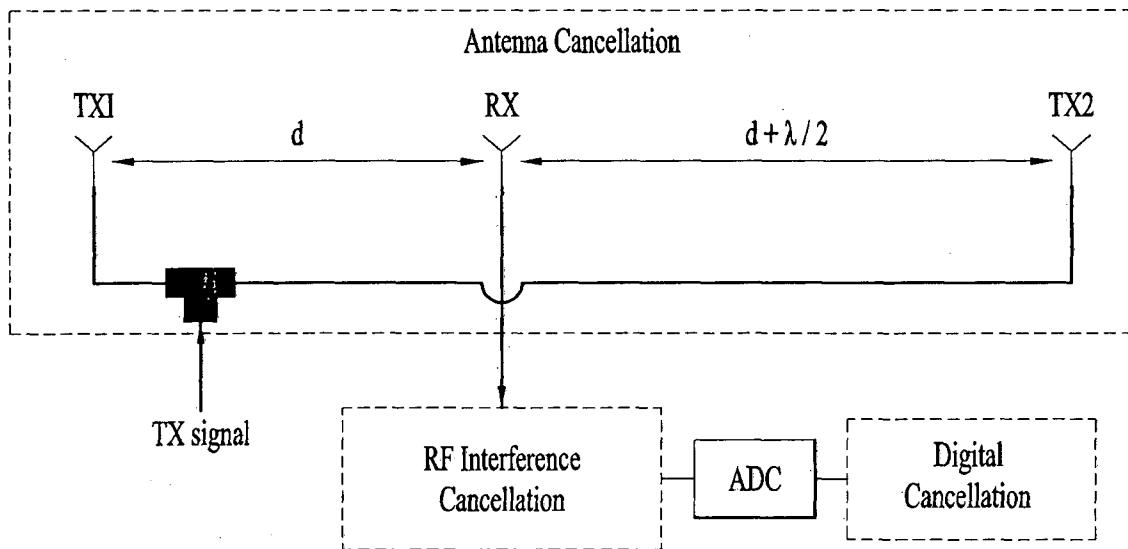 Antenna Cancellation
TX1
RX
TX2
d
d + λ / 2
TX signal
RF Interference
Cancellation
ADC
Digital
Cancellation